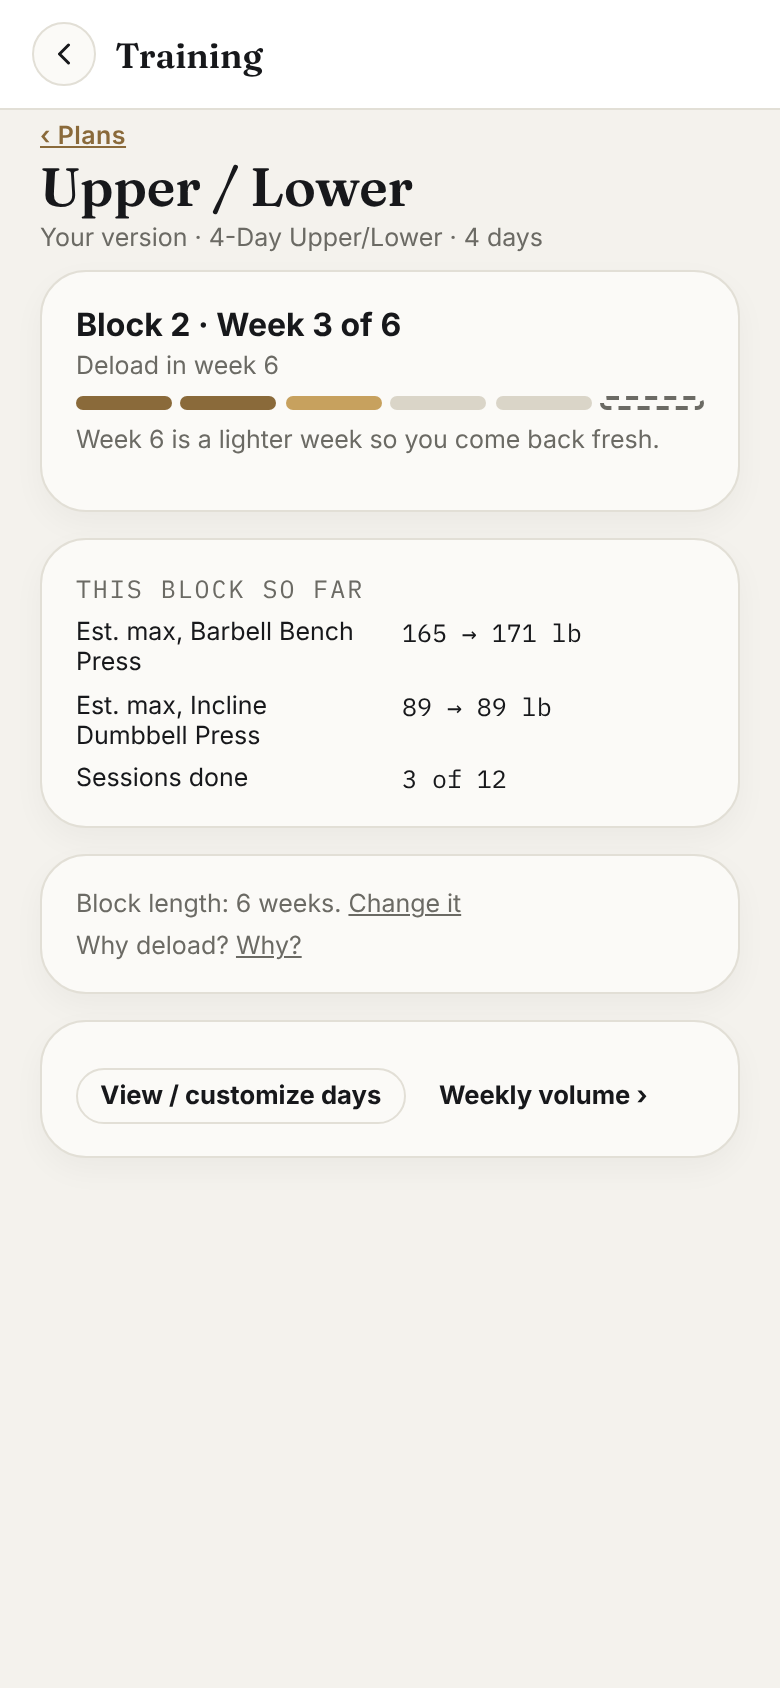 Training
‹ Plans
Upper / Lower
Your version · 4-Day Upper/Lower · 4 days
Block 2 · Week 3 of 6
Deload in week 6
Week 6 is a lighter week so you come back fresh.
THIS BLOCK SO FAR
Est. max, Barbell Bench Press 165 → 171 lb
Est. max, Incline Dumbbell Press 89 → 89 lb
Sessions done 3 of 12
Block length: 6 weeks. Change it
Why deload? Why?
View / customize days Weekly volume ›